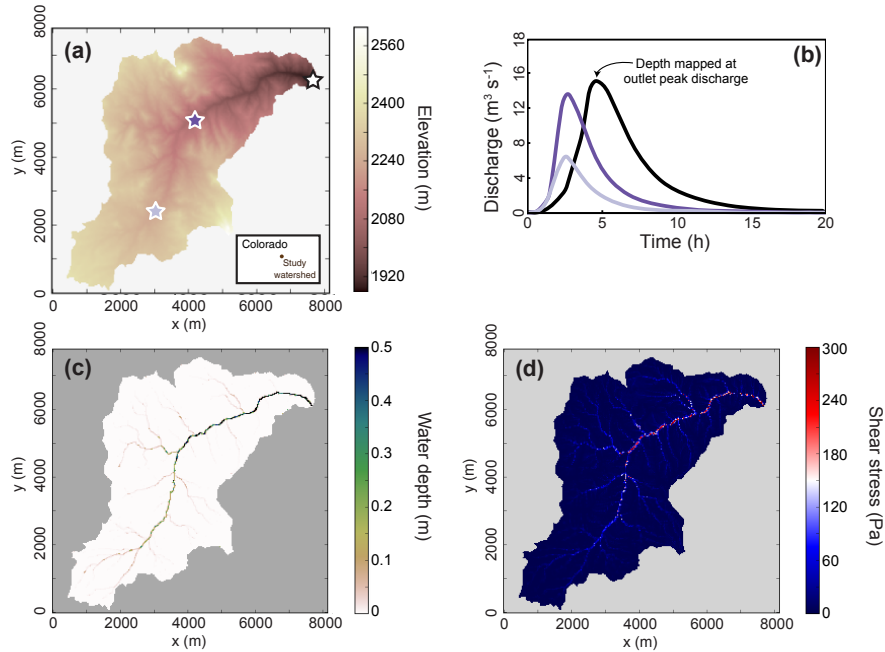 (a)
8000
6000
4000
2000
0
y (m)
0
2000
4000
6000
8000
x (m)
Colorado
Study
watershed
2560
2400
2240
2080
1920
Elevation (m)
(b)
18
16
12
8
4
0
Discharge (m³ s-¹)
Depth mapped at
outlet peak discharge
0
5
10
15
20
Time (h)
(c)
8000
6000
4000
2000
0
y (m)
0
2000
4000
6000
8000
x (m)
0.5
0.4
0.3
0.2
0.1
0
Water depth (m)
(d)
8000
6000
4000
2000
0
y (m)
0
2000
4000
6000
8000
x (m)
300
240
180
120
60
0
Shear stress (Pa)